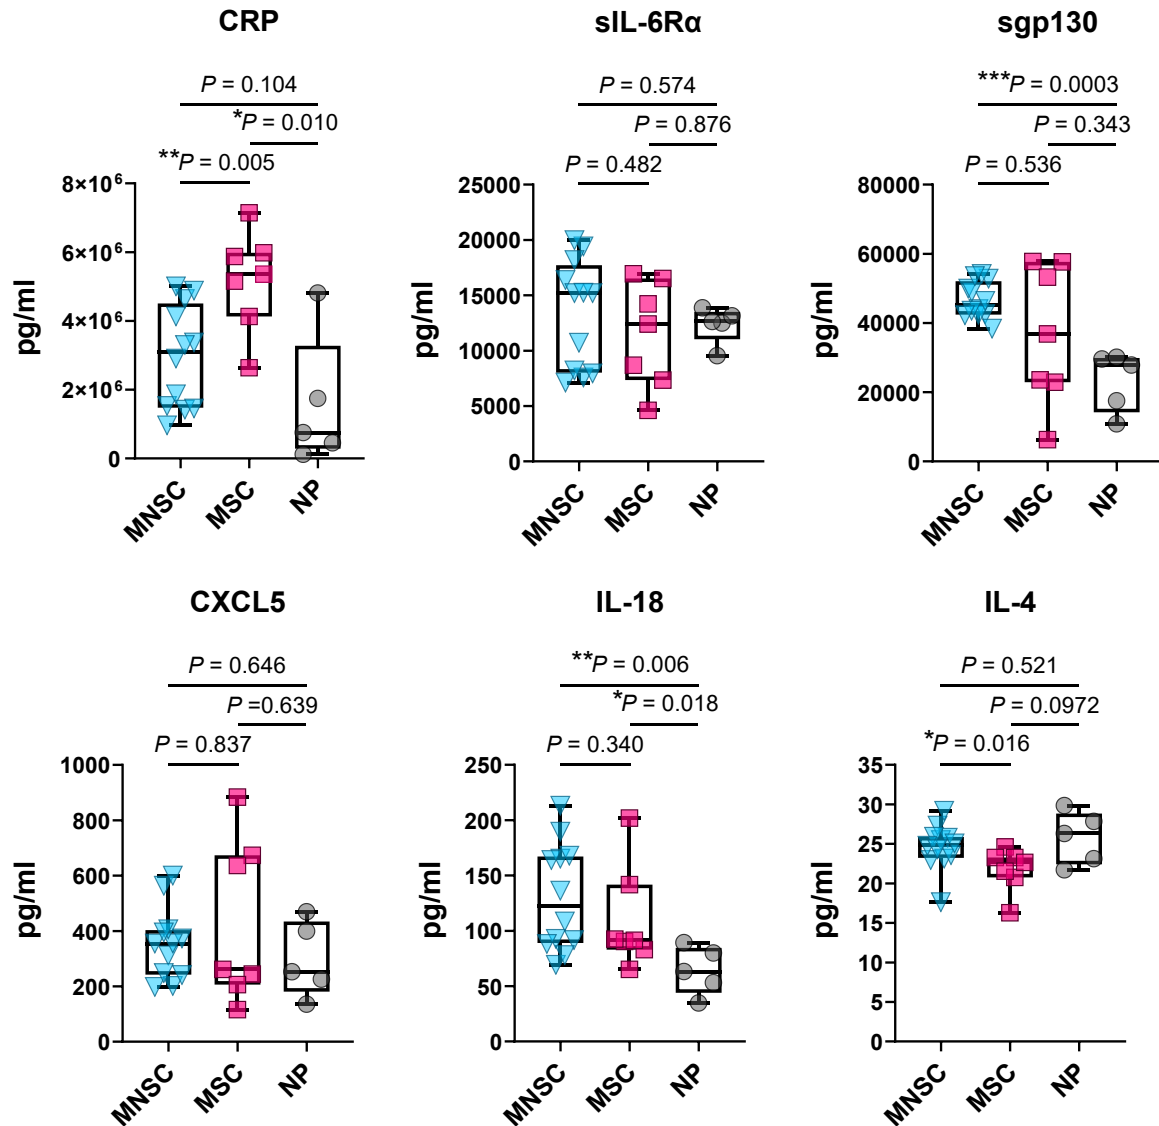 CRP
sIL-6Rα
sgp130
P = 0.104
*P = 0.010
**P = 0.005
P = 0.574
P = 0.876
P = 0.482
***P = 0.0003
P = 0.343
P = 0.536
pg/ml
8×10⁶
6×10⁶
4×10⁶
2×10⁶
0
MNSC
MSC
NP
pg/ml
25000
20000
15000
10000
5000
0
MNSC
MSC
NP
pg/ml
80000
60000
40000
20000
0
MNSC
MSC
NP
CXCL5
IL-18
IL-4
P = 0.646
P =0.639
P = 0.837
**P = 0.006
*P = 0.018
P = 0.340
P = 0.521
P = 0.0972
*P = 0.016
pg/ml
1000
800
600
400
200
0
MNSC
MSC
NP
pg/ml
250
200
150
100
50
0
MNSC
MSC
NP
pg/ml
35
30
25
20
15
10
5
0
MNSC
MSC
NP